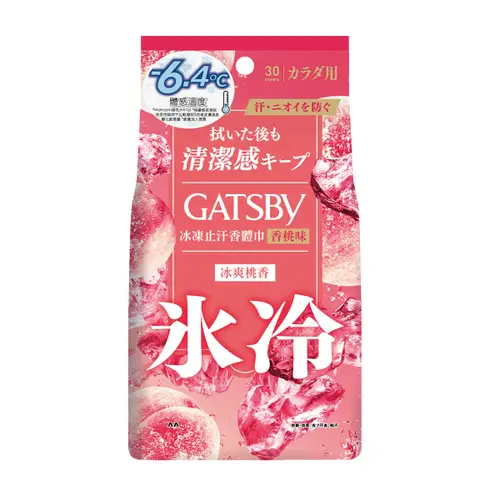 -6.4℃
體感溫度
30
カラダ用
汗・ニオイを防ぐ
拭いた後も
清潔感キープ
GATSBY
冰凍止汗香體巾 香桃味
冰爽桃香
氷冷